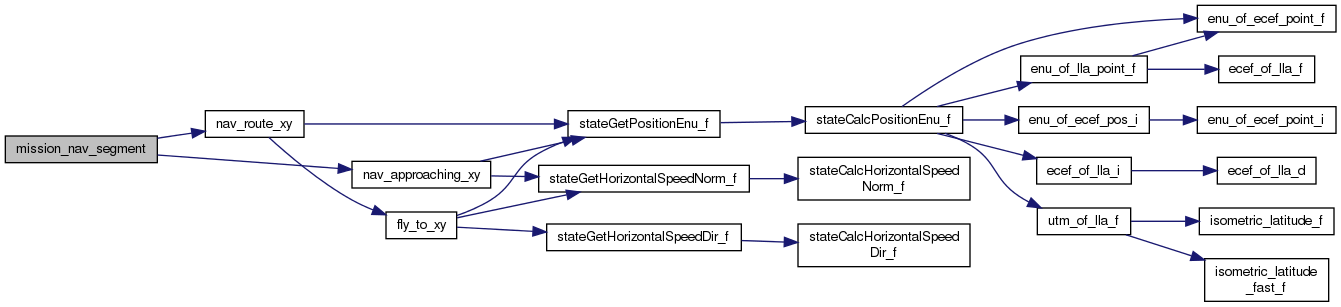 mission_nav_segment
nav_route_xy
nav_approaching_xy
fly_to_xy
stateGetPositionEnu_f
stateGetHorizontalSpeedNorm_f
stateGetHorizontalSpeedDir_f
stateCalcPositionEnu_f
stateCalcHorizontalSpeed
Norm_f
stateCalcHorizontalSpeed
Dir_f
enu_of_lla_point_f
enu_of_ecef_pos_i
ecef_of_lla_i
utm_of_lla_f
enu_of_ecef_point_f
ecef_of_lla_f
enu_of_ecef_point_i
ecef_of_lla_d
isometric_latitude_f
isometric_latitude
_fast_f